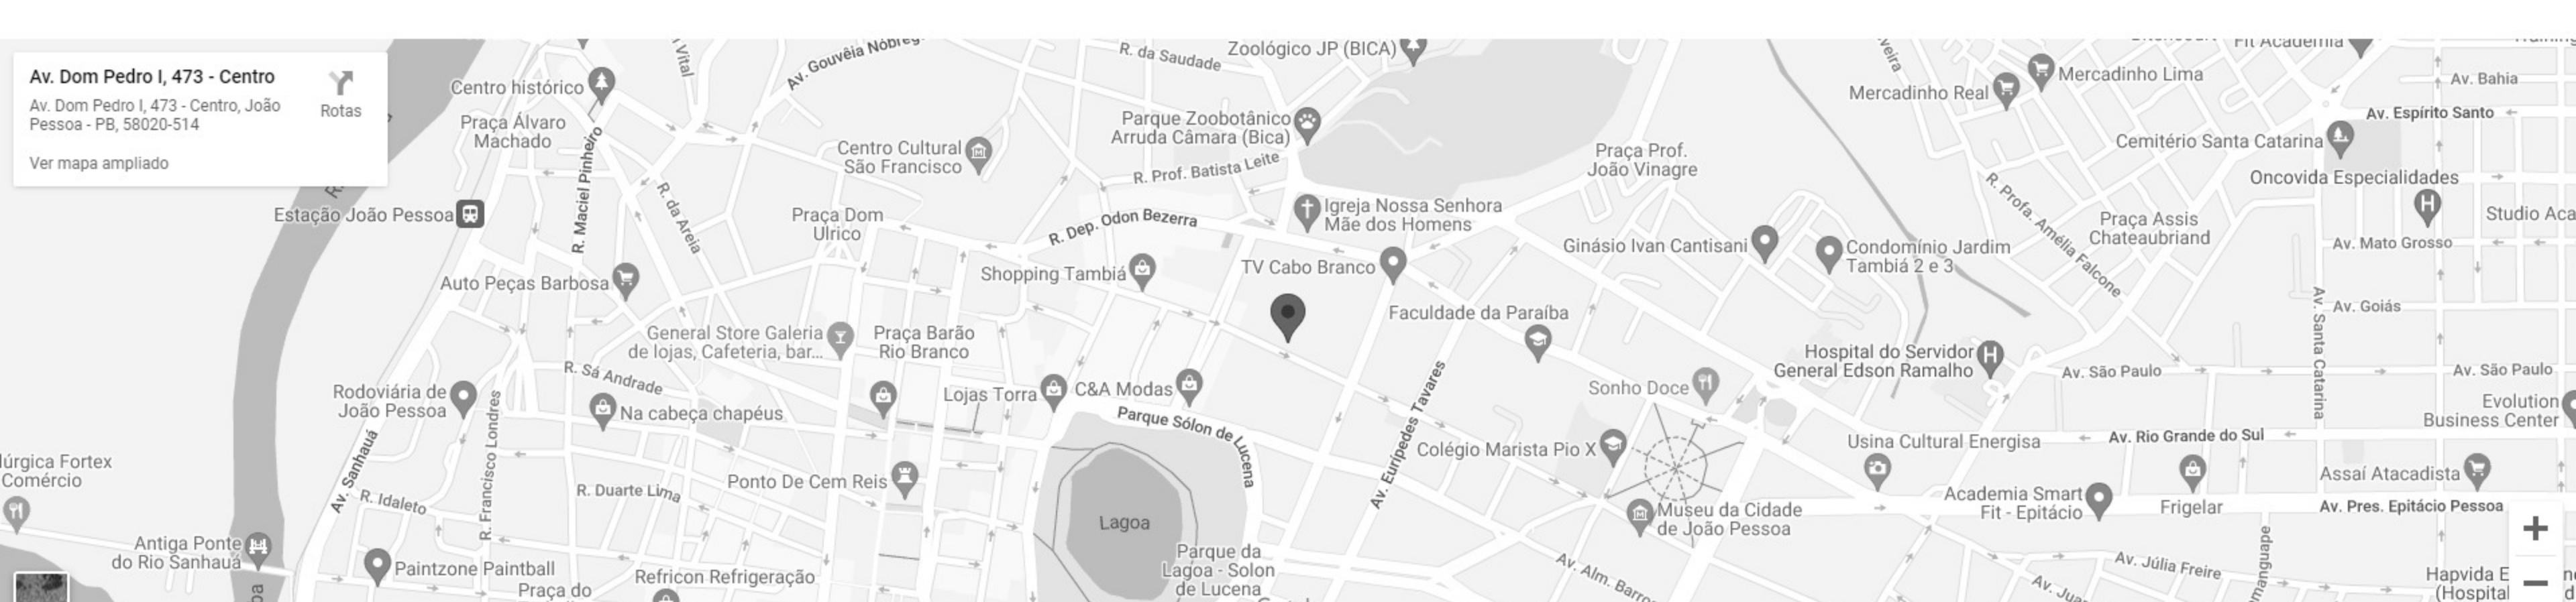 Av. Dom Pedro I, 473 - Centro
Av. Dom Pedro I, 473 - Centro, João
Pessoa - PB, 58020-514
Ver mapa ampliado
Rotas
Av. Gouvêia Nóbreg
R. da Saudade
Zoológico JP (BICA)
Mercadinho Lima
Mercadinho Real
Av. Bahia
Av. Espírito Santo
Centro histórico
Praça Álvaro
Machado
R. Maciel Pinheiro
Centro Cultural
São Francisco
Parque Zoobotânico
Arruda Câmara (Bica)
R. Prof. Batista Leite
Praça Prof.
João Vinagre
Cemitério Santa Catarina
Oncovida Especialidades
R. Profa. Amélia Falcone
Estação João Pessoa
R. da Areia
Praça Dom
Ulrico
R. Dep. Odon Bezerra
Igreja Nossa Senhora
Mãe dos Homens
Ginásio Ivan Cantisani
Condomínio Jardim
Tambiá 2 e 3
Praça Assis
Chateaubriand
Studio Aca
Av. Mato Grosso
Auto Peças Barbosa
Shopping Tambiá
TV Cabo Branco
Faculdade da Paraíba
Av. Goiás
Av. Santa Catarina
General Store Galeria
de lojas, Cafeteria, bar...
Praça Barão
Rio Branco
Hospital do Servidor
General Edson Ramalho
Av. São Paulo
Av. São Paulo
R. Sá Andrade
Rodoviária de
João Pessoa
Na cabeça chapéus
Lojas Torra
C&A Modas
Parque Sólon de Lucena
Av. Eurípedes Tavares
Sonho Doce
Evolution
Business Center
Av. Sanhauá
R. Francisco Londres
Colégio Marista Pio X
Usina Cultural Energisa
Av. Rio Grande do Sul
Assaí Atacadista
lúrgica Fortex
Comércio
R. Idaleto
R. Duarte Lima
Ponto De Cem Reis
Lagoa
Museu da Cidade
de João Pessoa
Academia Smart
Fit - Epitácio
Frigelar
Av. Pres. Epitácio Pessoa
Antiga Ponte
do Rio Sanhauá
Paintzone Paintball
Praça do
Refricon Refrigeração
Parque da
Lagoa - Solon
de Lucena
Av. Alm. Barro
Av. Júlia Freire
Hapvida
(Hospital